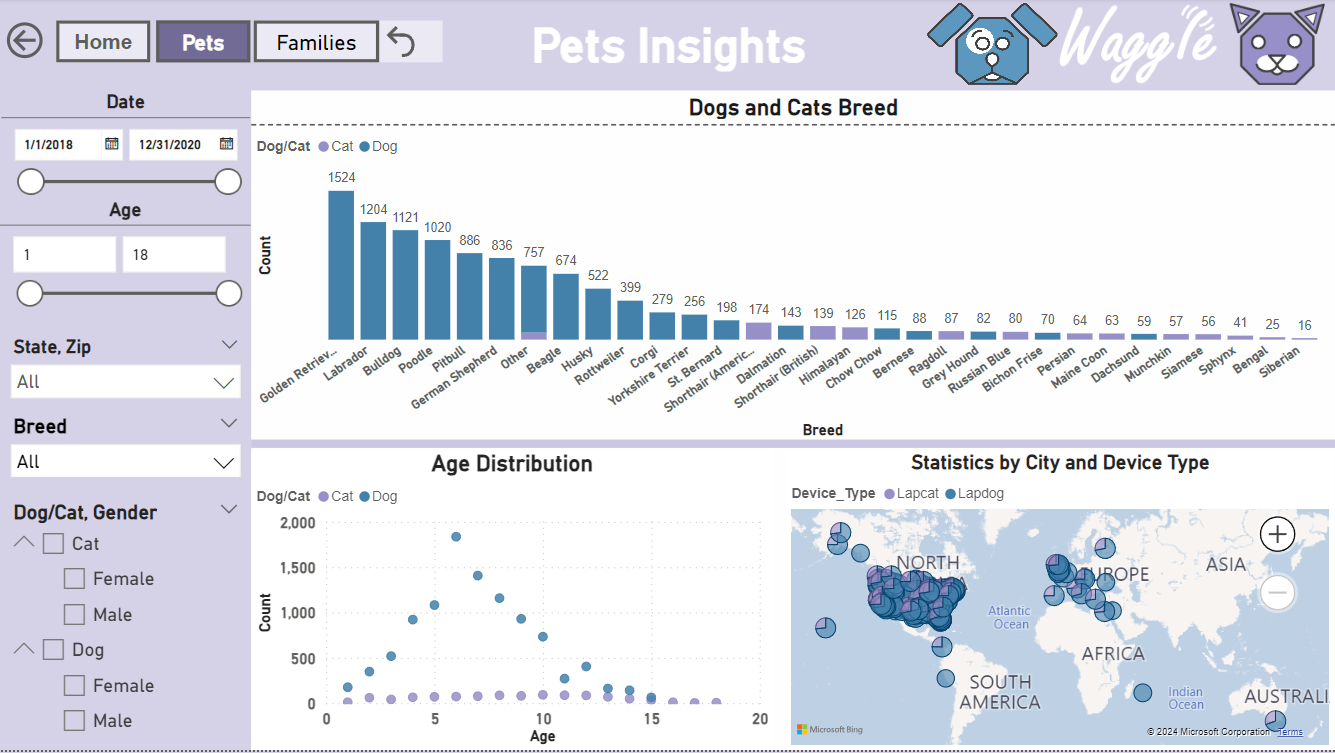 Home
Pets
Families
Pets Insights
Waggle
Date
1/1/2018
12/31/2020
Age
1
18
State, Zip
All
Breed
All
Dog/Cat, Gender
Cat
Female
Male
Dog
Female
Male
Dogs and Cats Breed
Dog/Cat Cat Dog
Count
1524
1204
1121
1020
886
836
757
674
522
399
279
256
198
174
143
139
126
115
88
87
82
80
70
64
63
59
57
56
41
25
16
Golden Retriev...
Labrador
Bulldog
Poodle
Pitbull
German Shepherd
Other
Beagle
Husky
Rottweiler
Corgi
Yorkshire Terrier
St. Bernard
Shorthair (Americ...
Dalmation
Shorthair (British)
Himalayan
Chow Chow
Bernese
Ragdoll
Grey Hound
Russian Blue
Bichon Frise
Persian
Maine Coon
Dachsund
Munchkin
Siamese
Sphynx
Bengal
Siberian
Breed
Age Distribution
Dog/Cat Cat Dog
Count
2,000
1,500
1,000
500
0
0 5 10 15 20
Age
Statistics by City and Device Type
Device_Type Lapcat Lapdog
NORTH
EUROPE
ASIA
Atlantic
Ocean
AFRICA
SOUTH
AMERICA
Indian
Ocean
AUSTRALI
Microsoft Bing
© 2024 Microsoft Corporation Terms